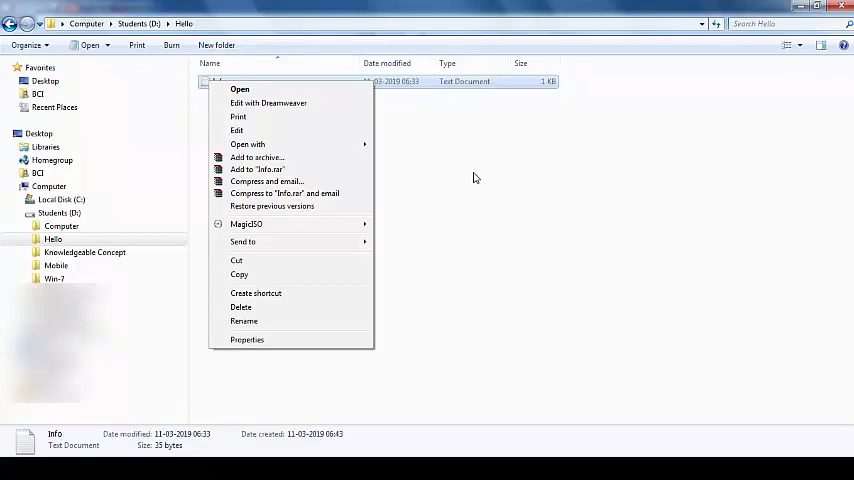 Computer Students (D:) Hello Search Hello
Organize Open Print Burn New folder
Name Date modified Type Size
Favorites
Desktop
BCI
Recent Places
Desktop
Libraries
Homegroup
BCI
Computer
Local Disk (C:)
Students (D:)
Computer
Hello
Knowledgeable Concept
Mobile
Win-7
11-03-2019 06:33 Text Document 1 KB
Open
Edit with Dreamweaver
Print
Edit
Open with
Add to archive...
Add to "Info.rar"
Compress and email...
Compress to "Info.rar" and email
Restore previous versions
MagicISO
Send to
Cut
Copy
Create shortcut
Delete
Rename
Properties
Info Date modified: 11-03-2019 06:33 Date created: 11-03-2019 06:43
Text Document Size: 35 bytes